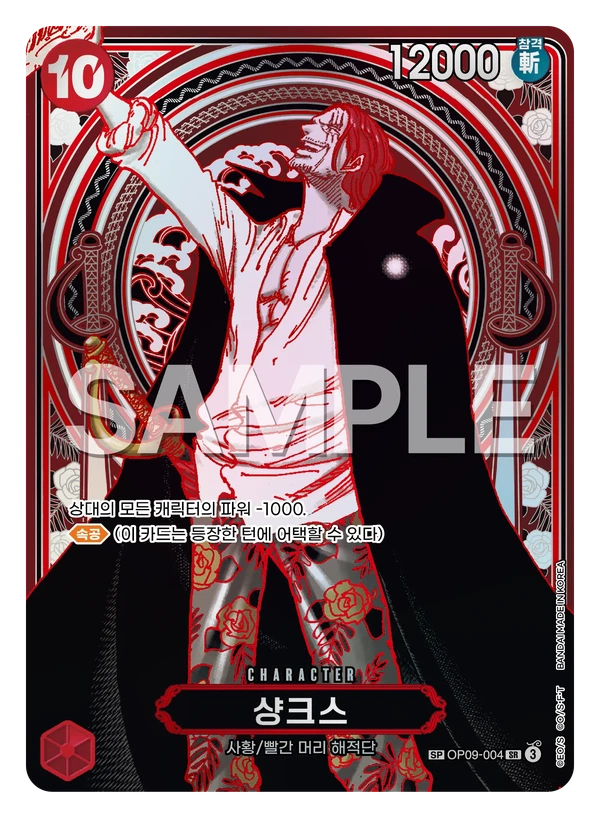 10
12000
참격
斬
SAMPLE
상대의 모든 캐릭터의 파워 -1000.
속공 (이 카드는 등장한 턴에 어택할 수 있다)
CHARACTER
샹크스
사황/빨간 머리 해적단
SP OP09-004 SR 3
©EO/S ©O/S·F·T BANDAI MADE IN KOREA